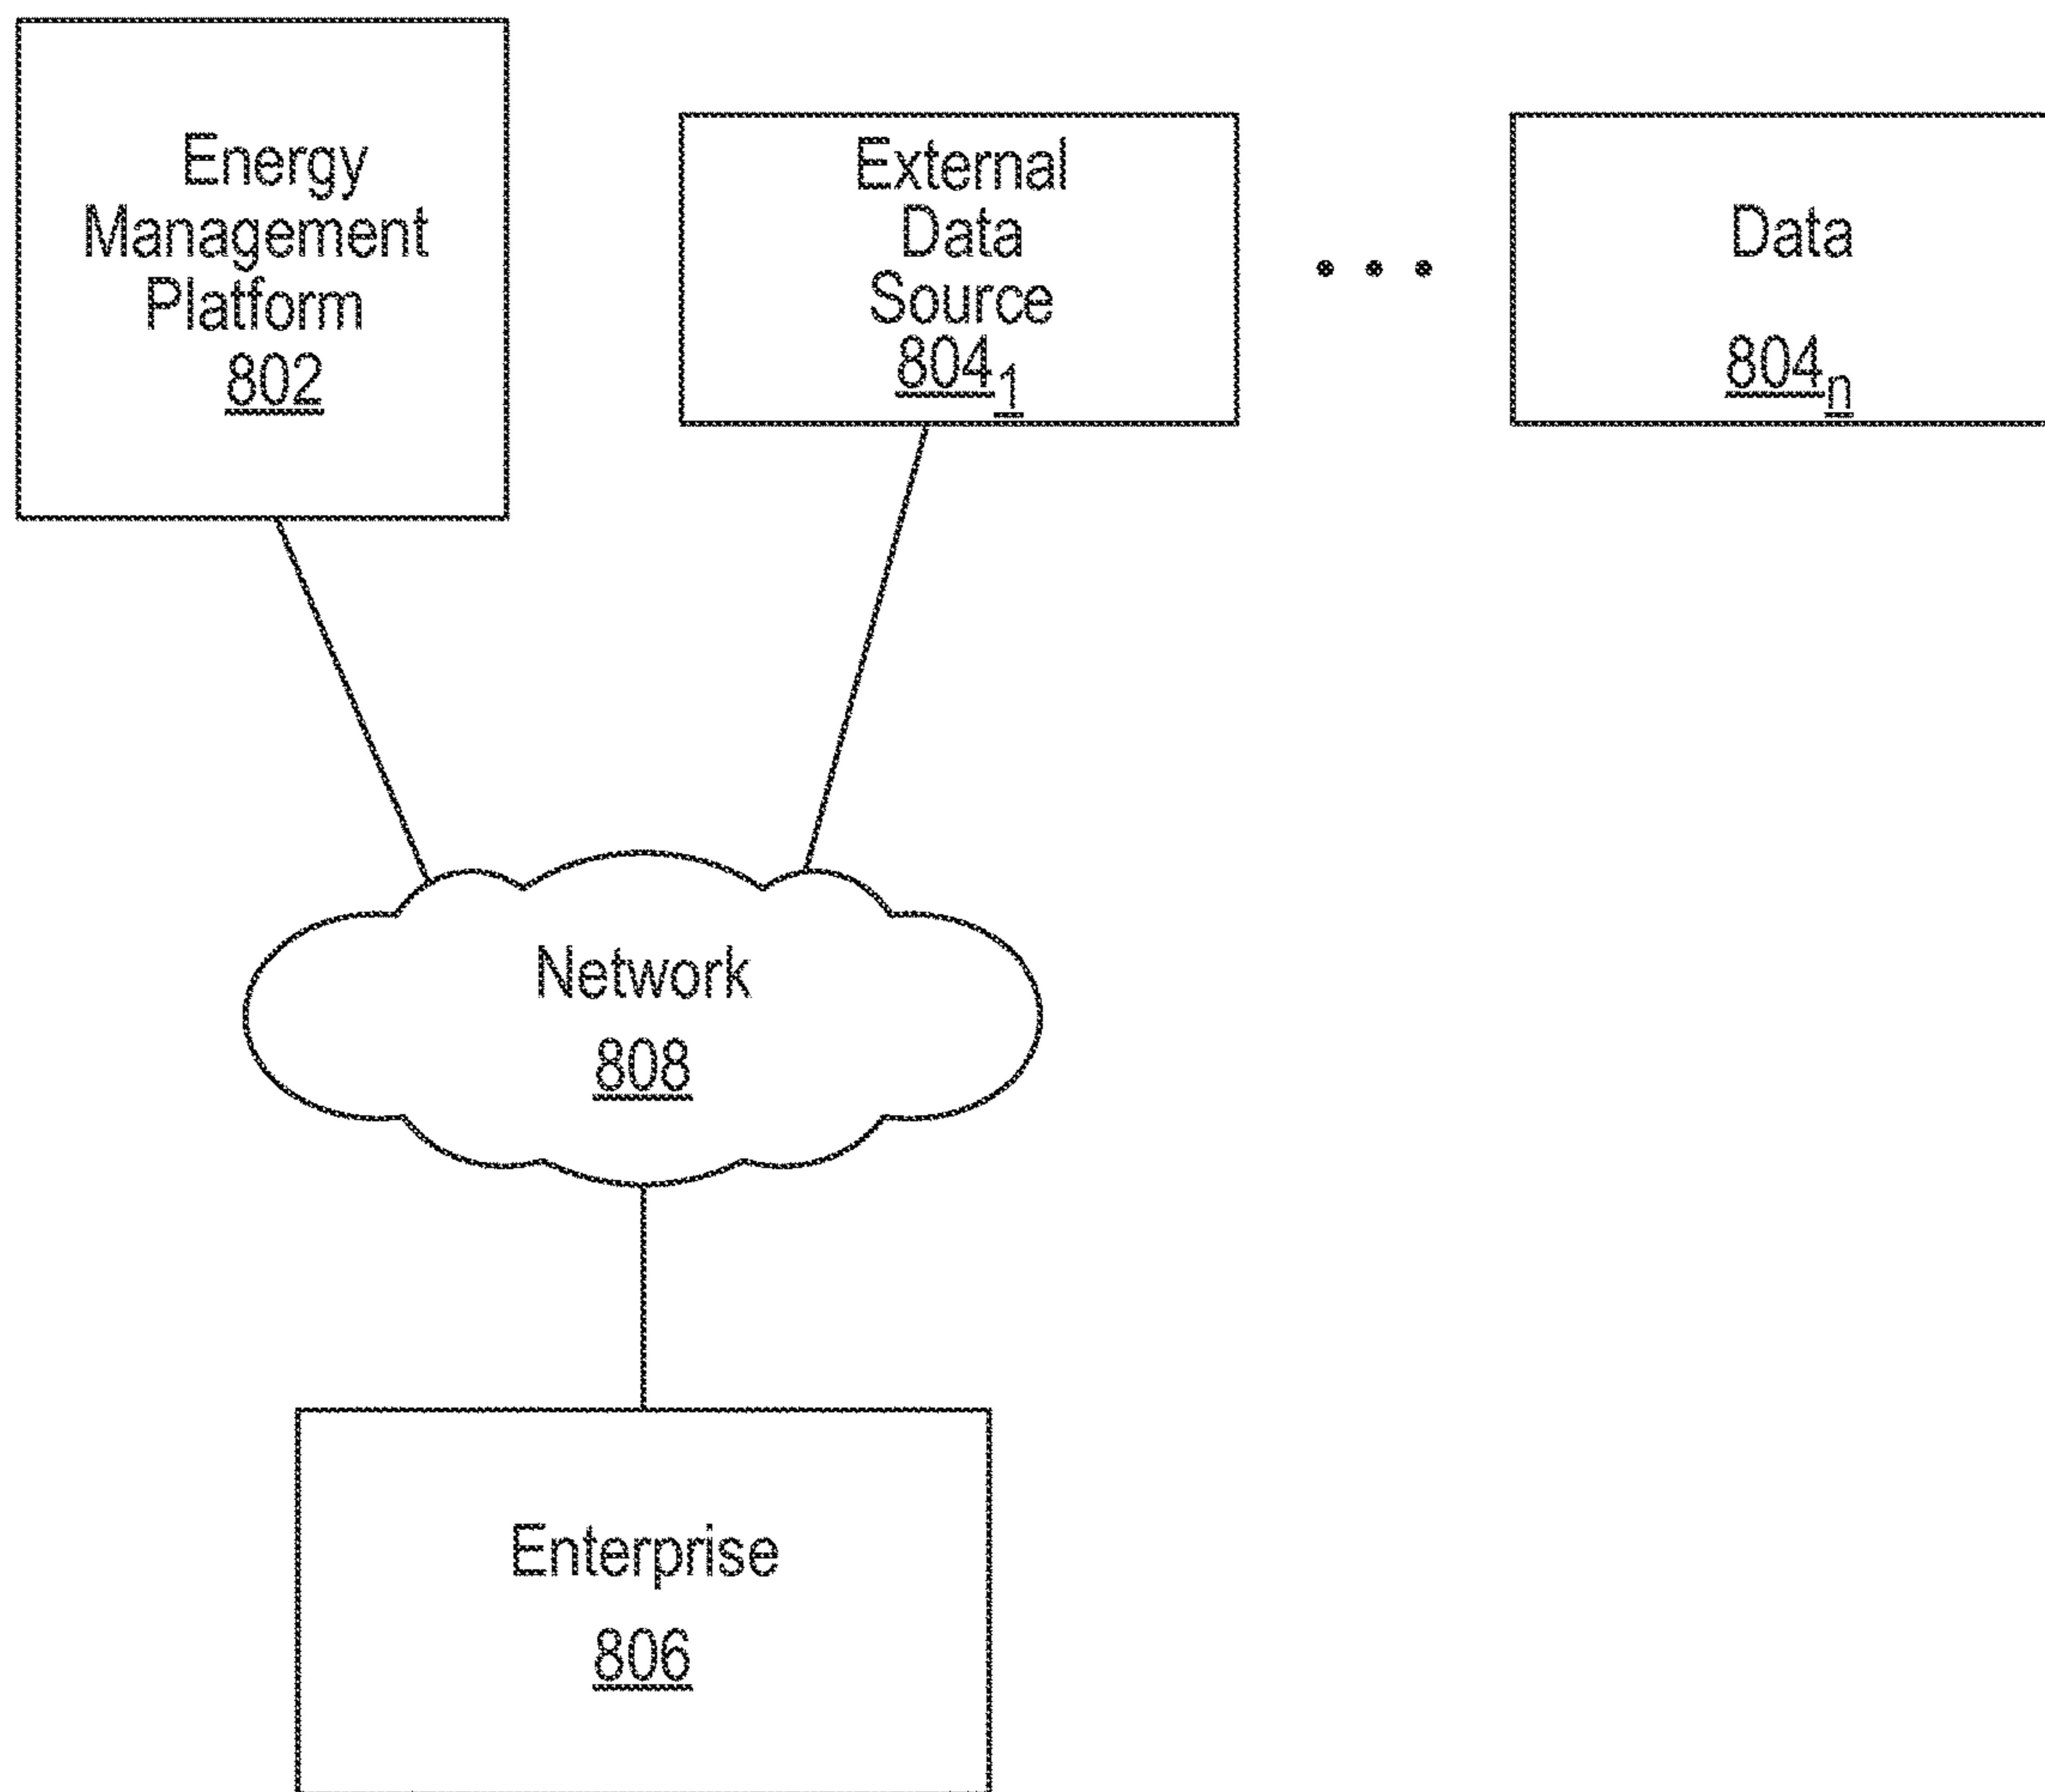 Energy
Management
Platform
802
External
Data
Source
804₁
Data
804ₙ
Network
808
Enterprise
806